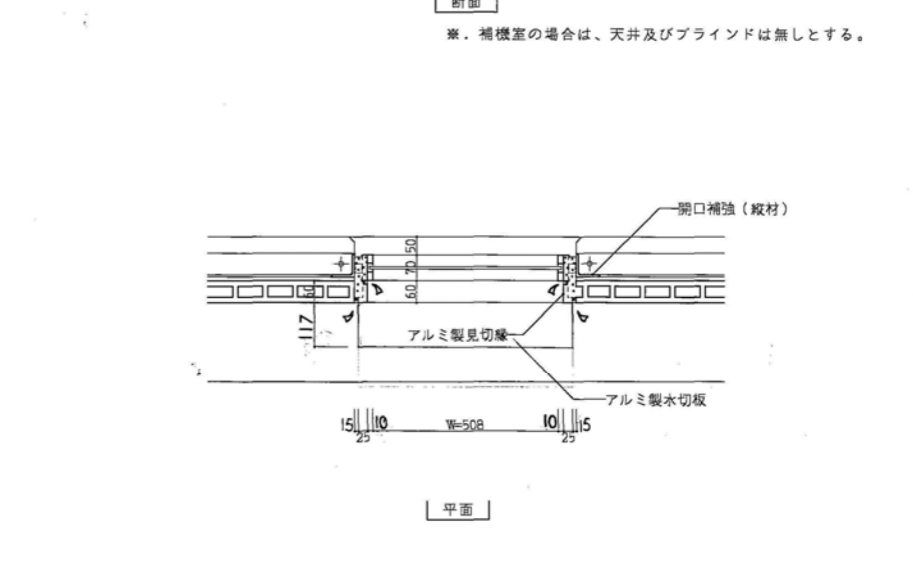 断面
※．補機室の場合は、天井及びブラインドは無しとする。
開口補強（縦材）
50
70
60
60
117
アルミ製見切縁
アルミ製水切板
15 10 W=508 10 15
25 25
平面